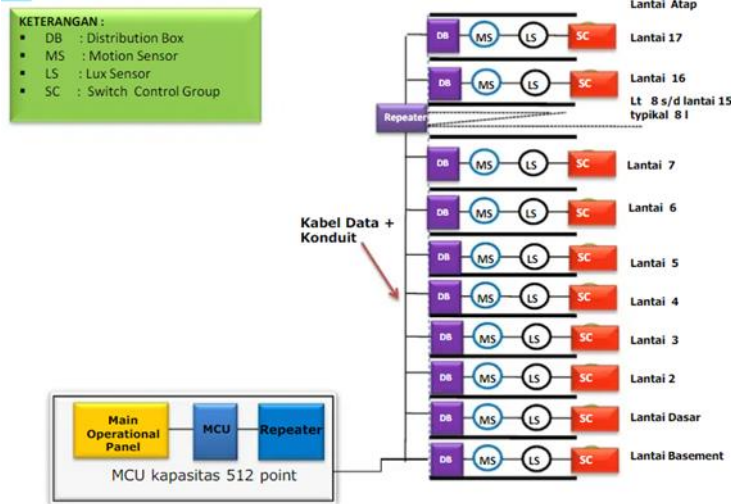 KETERANGAN :
▪ DB : Distribution Box
▪ MS : Motion Sensor
▪ LS : Lux Sensor
▪ SC : Switch Control Group
Lantai Atap
DB MS LS SC Lantai 17
DB MS LS SC Lantai 16
Repeater
Lt 8 s/d lantai 15
typikal 8 l
DB MS LS SC Lantai 7
DB MS LS SC Lantai 6
Kabel Data +
Konduit
DB MS LS SC Lantai 5
DB MS LS SC Lantai 4
DB MS LS SC Lantai 3
DB MS LS SC Lantai 2
DB MS LS SC Lantai Dasar
DB MS LS SC Lantai Basement
Main
Operational
Panel
MCU
Repeater
MCU kapasitas 512 point